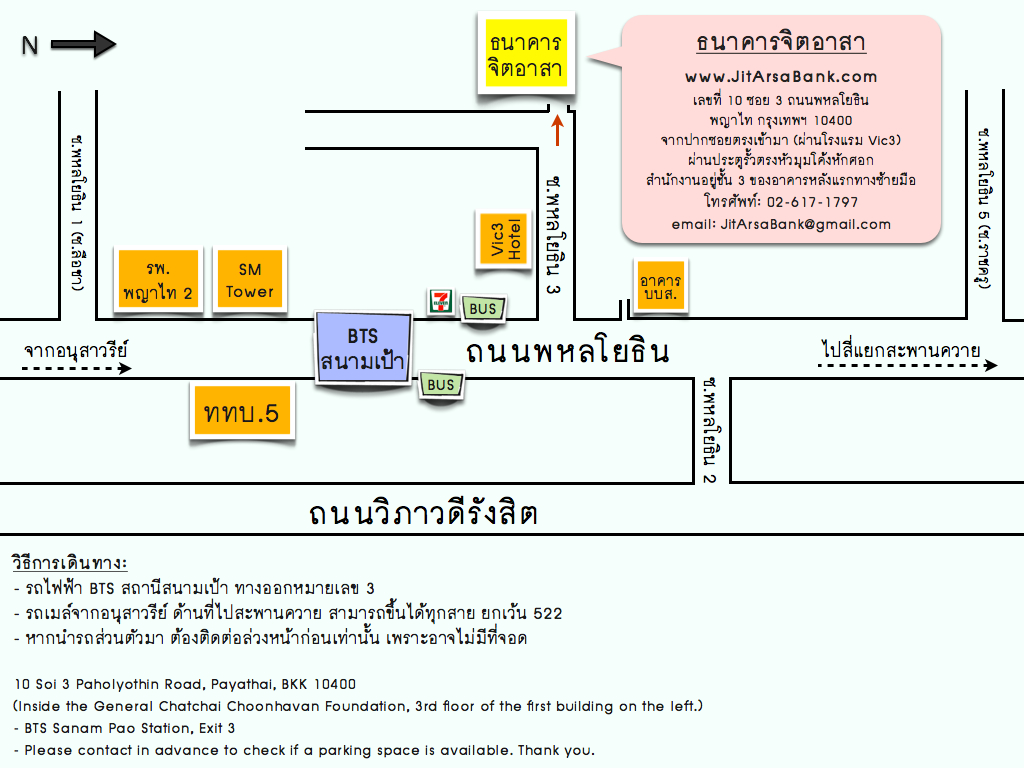 N
ธนาคาร
จิตอาสา
ธนาคารจิตอาสา
www.JitArsaBank.com
เลขที่ 10 ซอย 3 ถนนพหลโยธิน
พญาไท กรุงเทพฯ 10400
จากปากซอยตรงเข้ามา (ผ่านโรงแรม Vic3)
ผ่านประตูรั้วตรงหัวมุมโค้งหักศอก
สำนักงานอยู่ชั้น 3 ของอาคารหลังแรกทางซ้ายมือ
โทรศัพท์: 02-617-1797
email: JitArsaBank@gmail.com
ซ.พหลโยธิน 1 (ซ.ลือชา)
ซ.พหลโยธิน 3
ซ.พหลโยธิน 5 (ซ.ราชครู)
Vic3
Hotel
รพ.
พญาไท 2
SM
Tower
7
ELEVEN
BUS
อาคาร
บบส.
BTS
สนามเป้า
จากอนุสาวรีย์
ถนนพหลโยธิน
ไปสี่แยกสะพานควาย
BUS
ททบ.5
ซ.พหลโยธิน 2
ถนนวิภาวดีรังสิต
วิธีการเดินทาง:
- รถไฟฟ้า BTS สถานีสนามเป้า ทางออกหมายเลข 3
- รถเมล์จากอนุสาวรีย์ ด้านที่ไปสะพานควาย สามารถขึ้นได้ทุกสาย ยกเว้น 522
- หากนำรถส่วนตัวมา ต้องติดต่อล่วงหน้าก่อนเท่านั้น เพราะอาจไม่มีที่จอด
10 Soi 3 Paholyothin Road, Payathai, BKK 10400
(Inside the General Chatchai Choonhavan Foundation, 3rd floor of the first building on the left.)
- BTS Sanam Pao Station, Exit 3
- Please contact in advance to check if a parking space is available. Thank you.